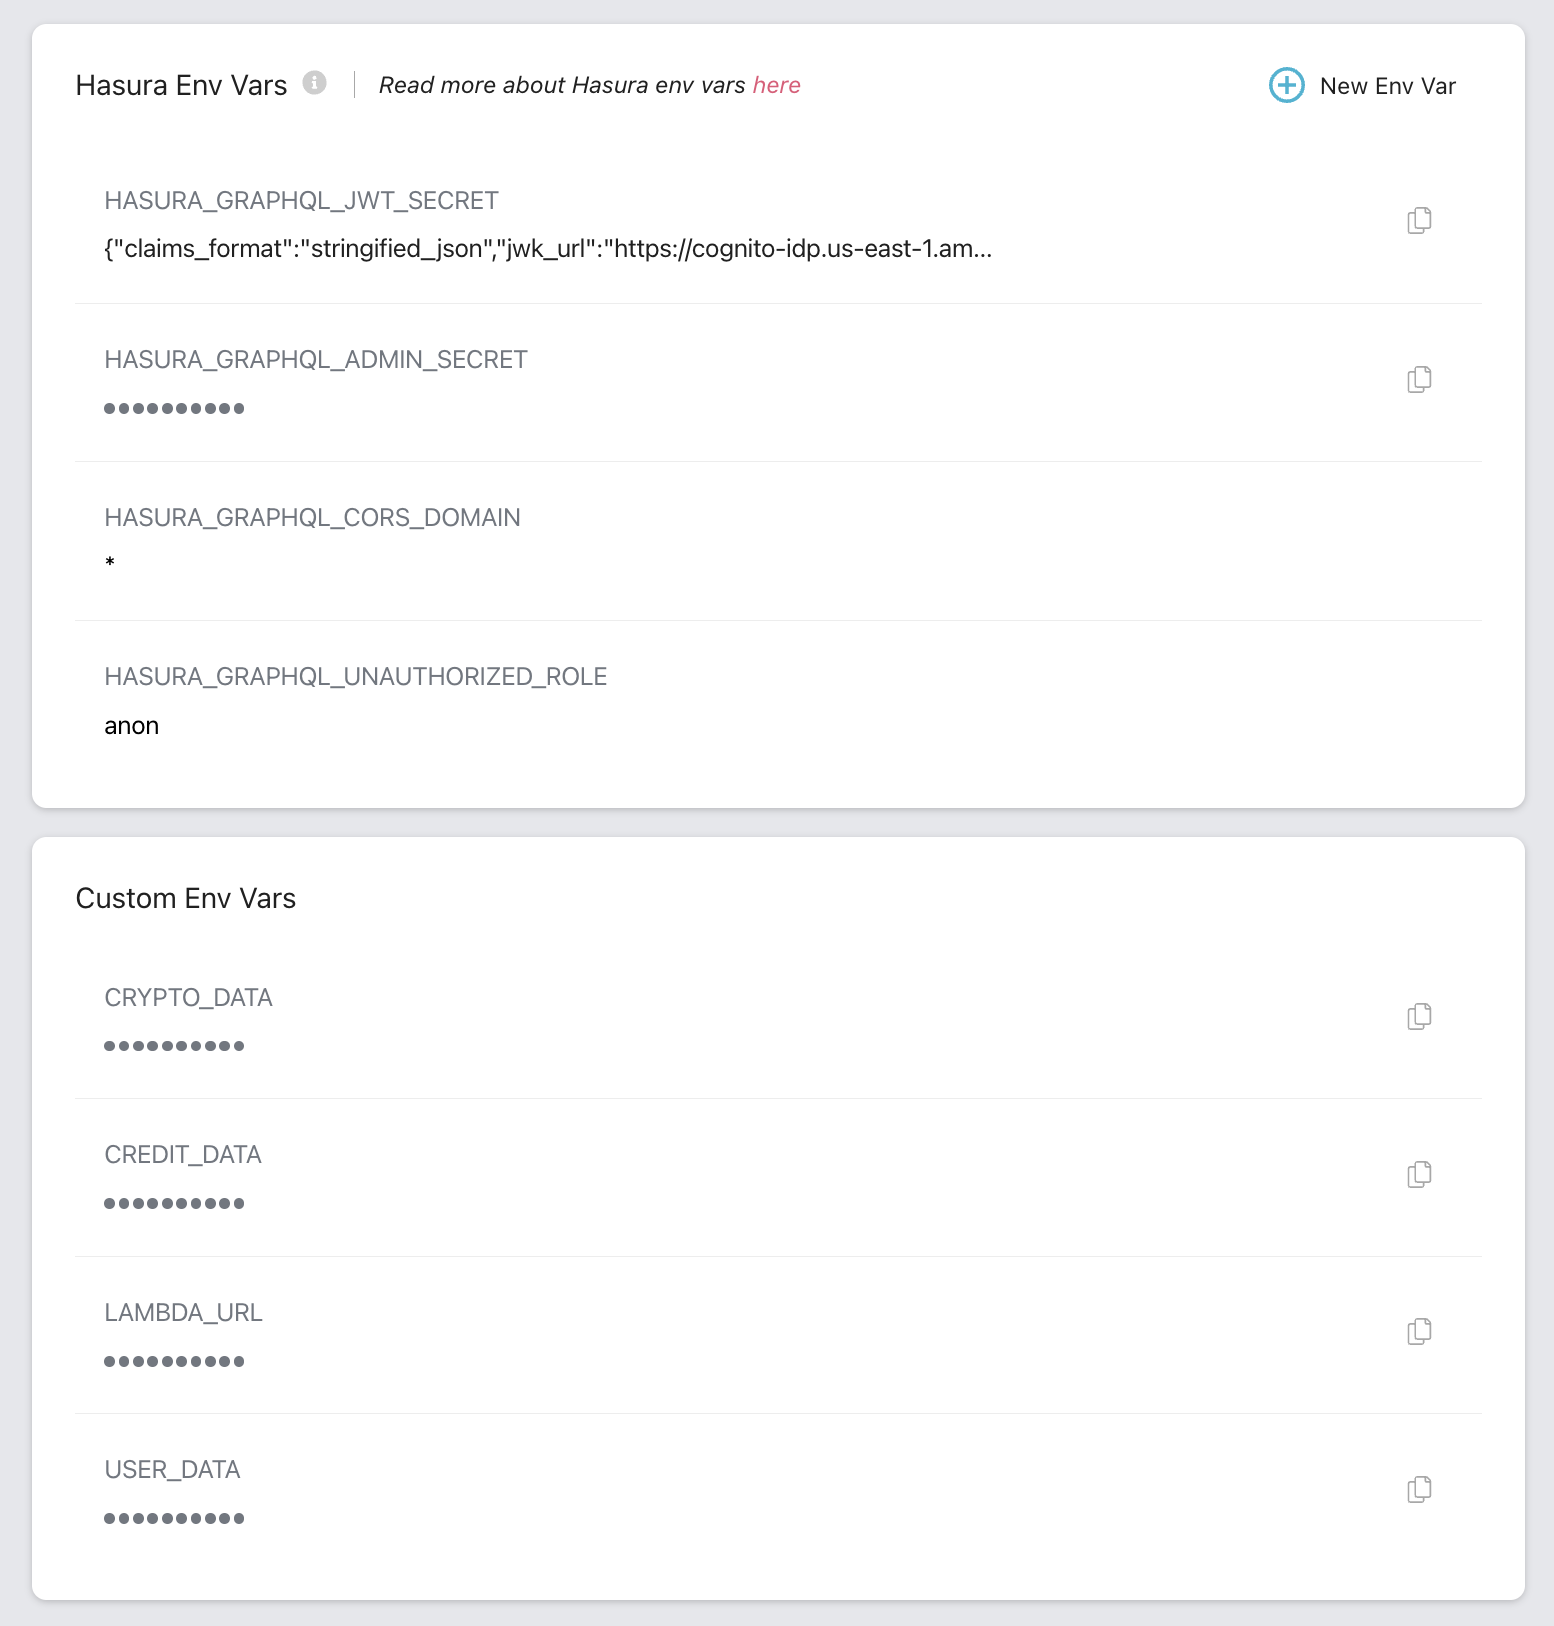 Hasura Env Vars
Read more about Hasura env vars here
New Env Var
HASURA_GRAPHQL_JWT_SECRET
{"claims_format":"stringified_json","jwk_url":"https://cognito-idp.us-east-1.am...
HASURA_GRAPHQL_ADMIN_SECRET
••••••••••
HASURA_GRAPHQL_CORS_DOMAIN
*
HASURA_GRAPHQL_UNAUTHORIZED_ROLE
anon
Custom Env Vars
CRYPTO_DATA
••••••••••
CREDIT_DATA
••••••••••
LAMBDA_URL
••••••••••
USER_DATA
••••••••••